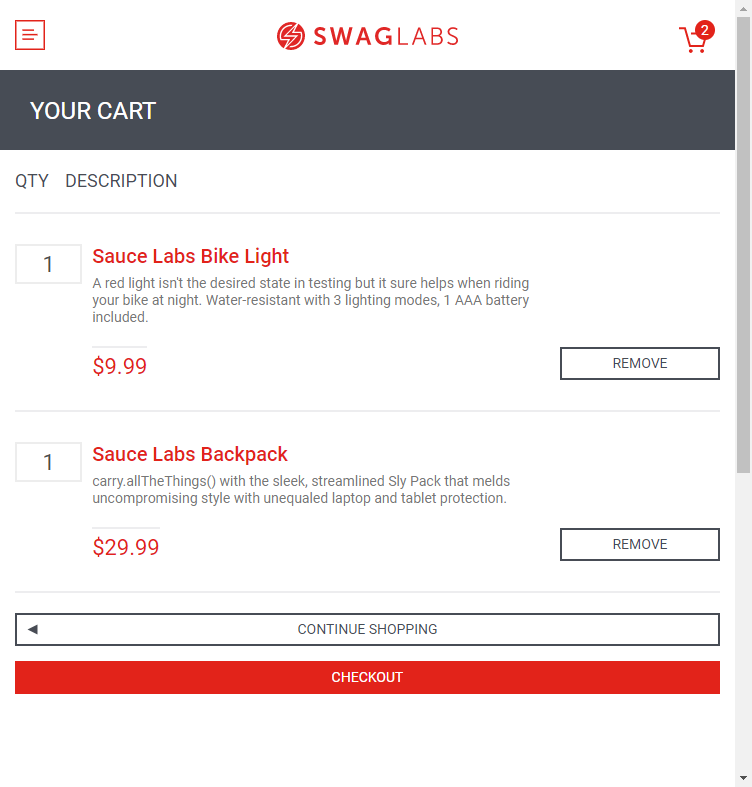 SWAGLABS
2
YOUR CART
QTY DESCRIPTION
1
Sauce Labs Bike Light
A red light isn't the desired state in testing but it sure helps when riding
your bike at night. Water-resistant with 3 lighting modes, 1 AAA battery
included.
$9.99
REMOVE
1
Sauce Labs Backpack
carry.allTheThings() with the sleek, streamlined Sly Pack that melds
uncompromising style with unequaled laptop and tablet protection.
$29.99
REMOVE
CONTINUE SHOPPING
CHECKOUT